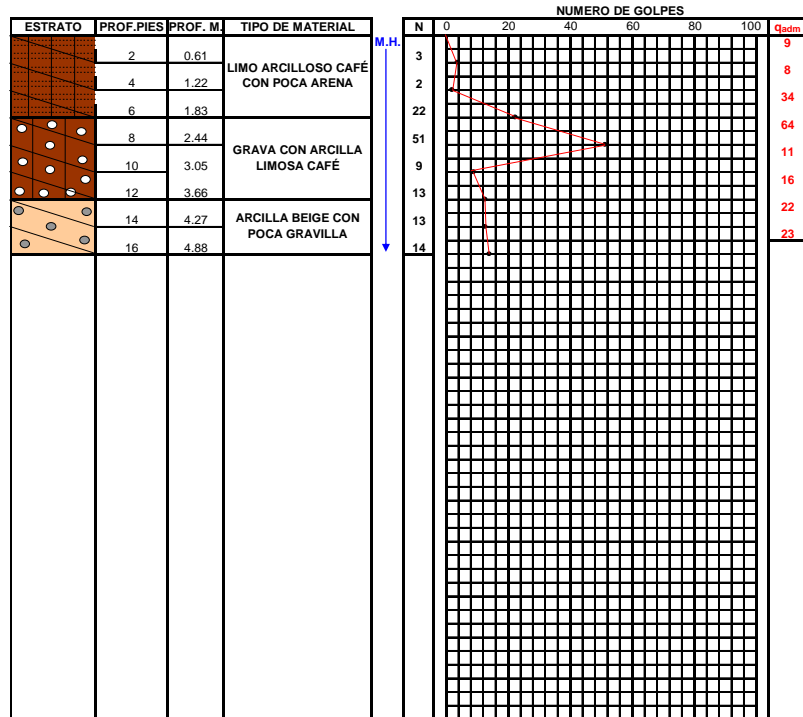 NUMERO DE GOLPES
ESTRATO PROF.PIES PROF. M. TIPO DE MATERIAL N 0 20 40 60 80 100 qadm
M.H.
LIMO ARCILLOSO CAFÉ
CON POCA ARENA
GRAVA CON ARCILLA
LIMOSA CAFÉ
ARCILLA BEIGE CON
POCA GRAVILLA
2 0.61
4 1.22
6 1.83
8 2.44
10 3.05
12 3.66
14 4.27
16 4.88
3
2
22
51
9
13
13
14
9
8
34
64
11
16
22
23